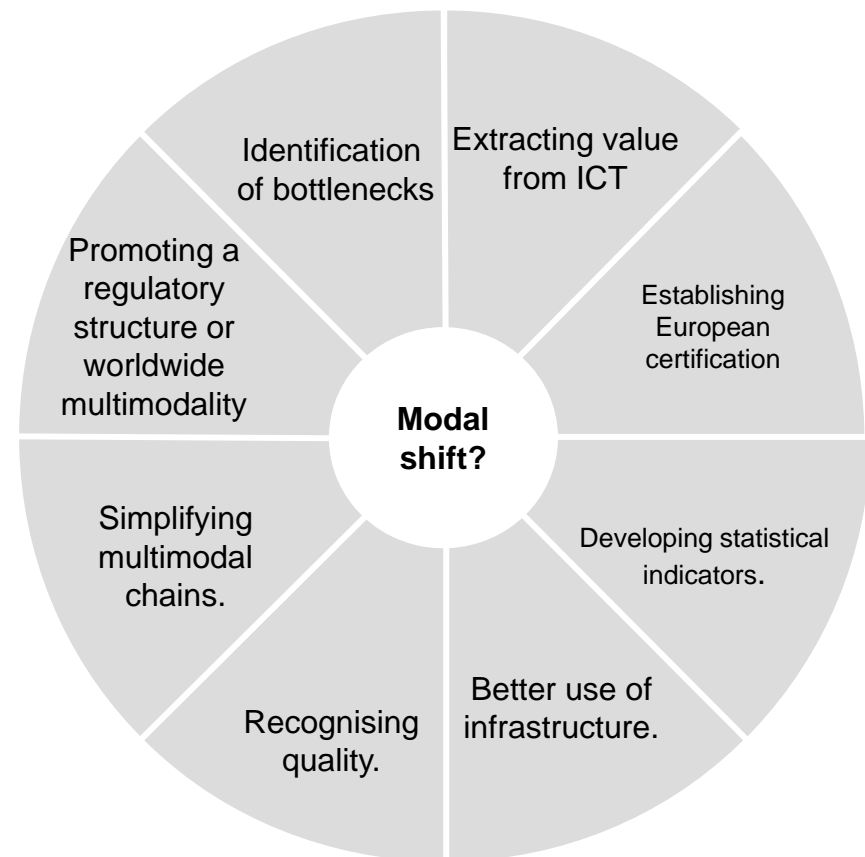 Extracting value
from ICT
Establishing
European
certification
Developing statistical
indicators.
Better use of
infrastructure.
Recognising
quality.
Simplifying
multimodal
chains.
Promoting a
regulatory
structure or
worldwide
multimodality
Identification
of bottlenecks
Modal
shift?